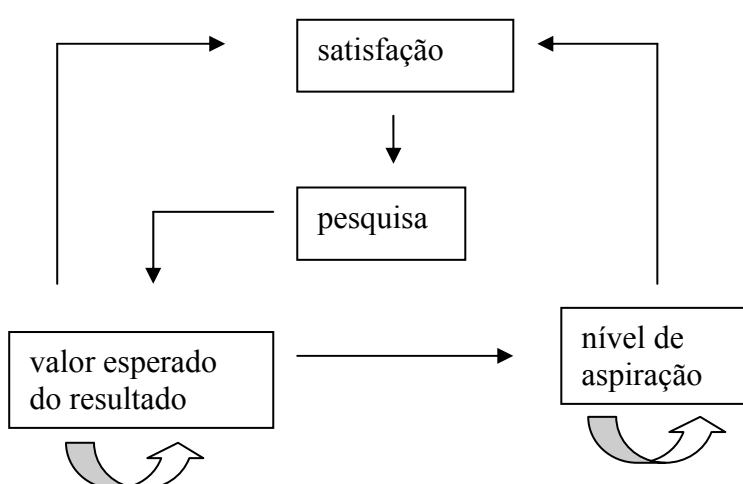 satisfação
pesquisa
valor esperado
do resultado
nível de
aspiração